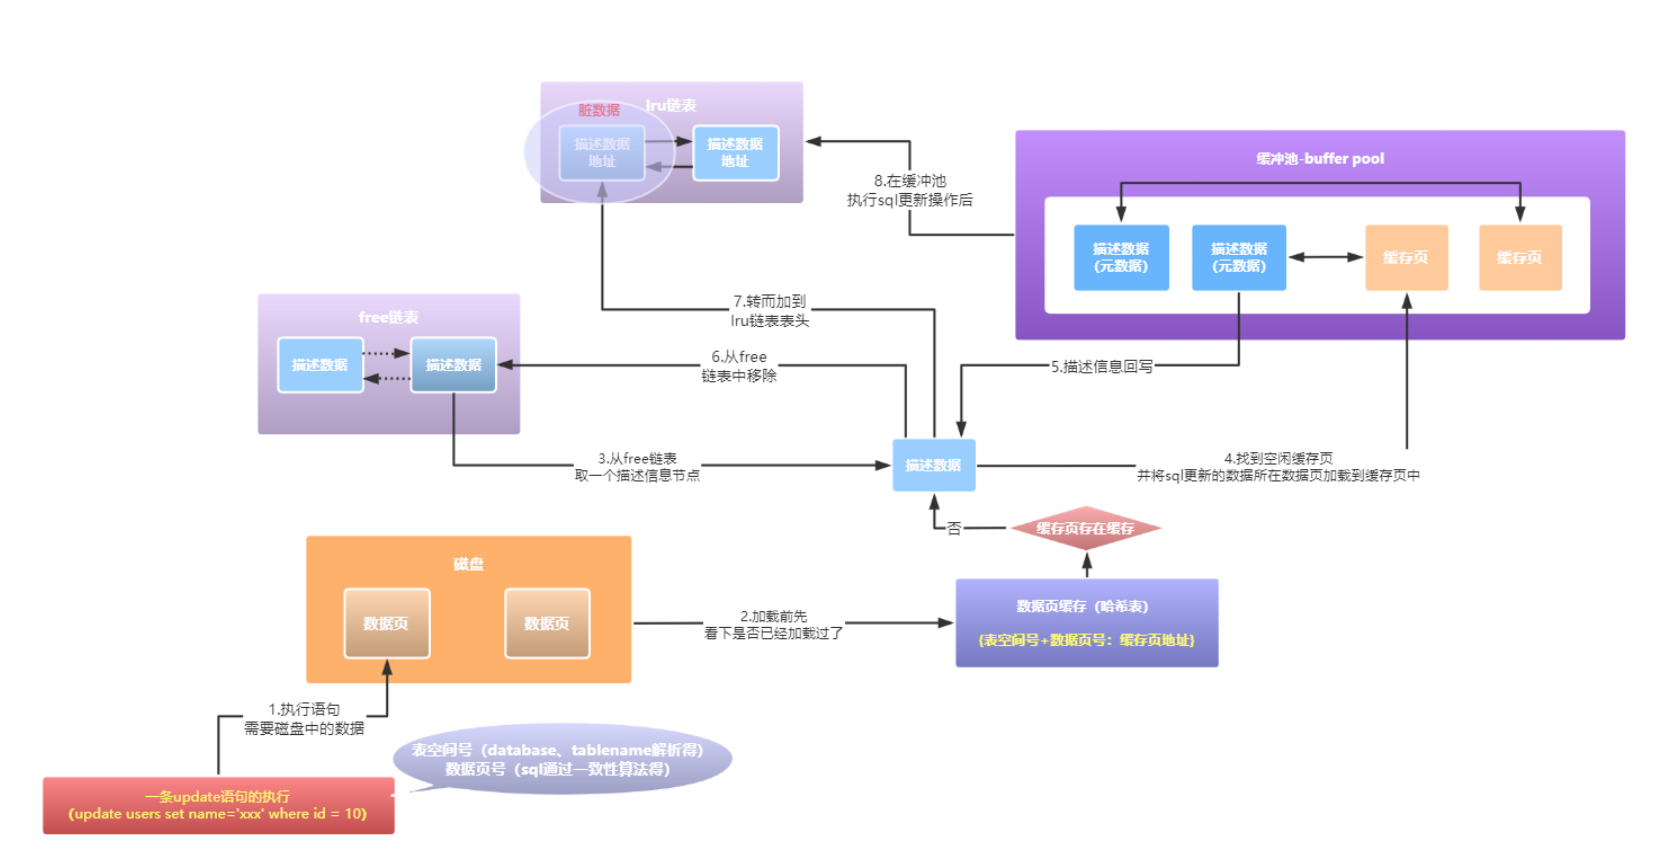 脏数据
lru链表
描述数据
地址
描述数据
地址
缓冲池-buffer pool
8.在缓冲池
执行sql更新操作后
描述数据
(元数据)
描述数据
(元数据)
缓存页
缓存页
7.转而加到
lru链表表头
free链表
描述数据
描述数据
6.从free
链表中移除
5.描述信息回写
3.从free链表
取一个描述信息节点
描述数据
4.找到空闲缓存页
并将sql更新的数据所在数据页加载到缓存页中
否
缓存页存在缓存
磁盘
数据页
数据页
2.加载前先
看下是否已经加载过了
数据页缓存（哈希表）
{表空间号+数据页号：缓存页地址}
1.执行语句
需要磁盘中的数据
表空间号（database、tablename解析得）
数据页号（sql通过一致性算法得）
一条update语句的执行
(update users set name='xxx' where id = 10)